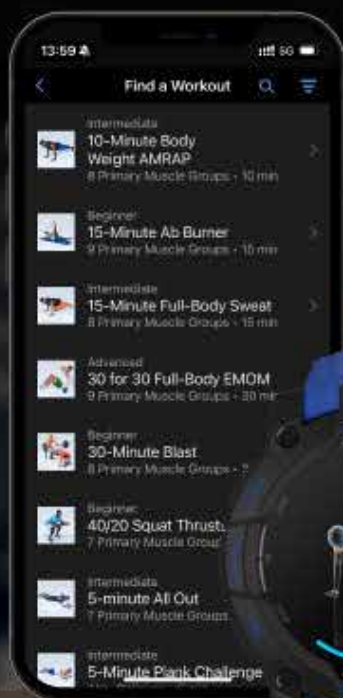 13:59
5G
Find a Workout
Intermediate
10-Minute Body
Weight AMRAP
8 Primary Muscle Groups • 10 min
Beginner
15-Minute Ab Burner
9 Primary Muscle Groups • 10 min
Intermediate
15-Minute Full-Body Sweat
8 Primary Muscle Groups • 15 min
Advanced
30 for 30 Full-Body EMOM
9 Primary Muscle Groups • 30 min
Beginner
30-Minute Blast
8 Primary Muscle Groups •
Beginner
40/20 Squat Thrust
7 Primary Muscle Group
Intermediate
5-minute All Out
7 Primary Muscle Groups
Intermediate
5-Minute Plank Challenge